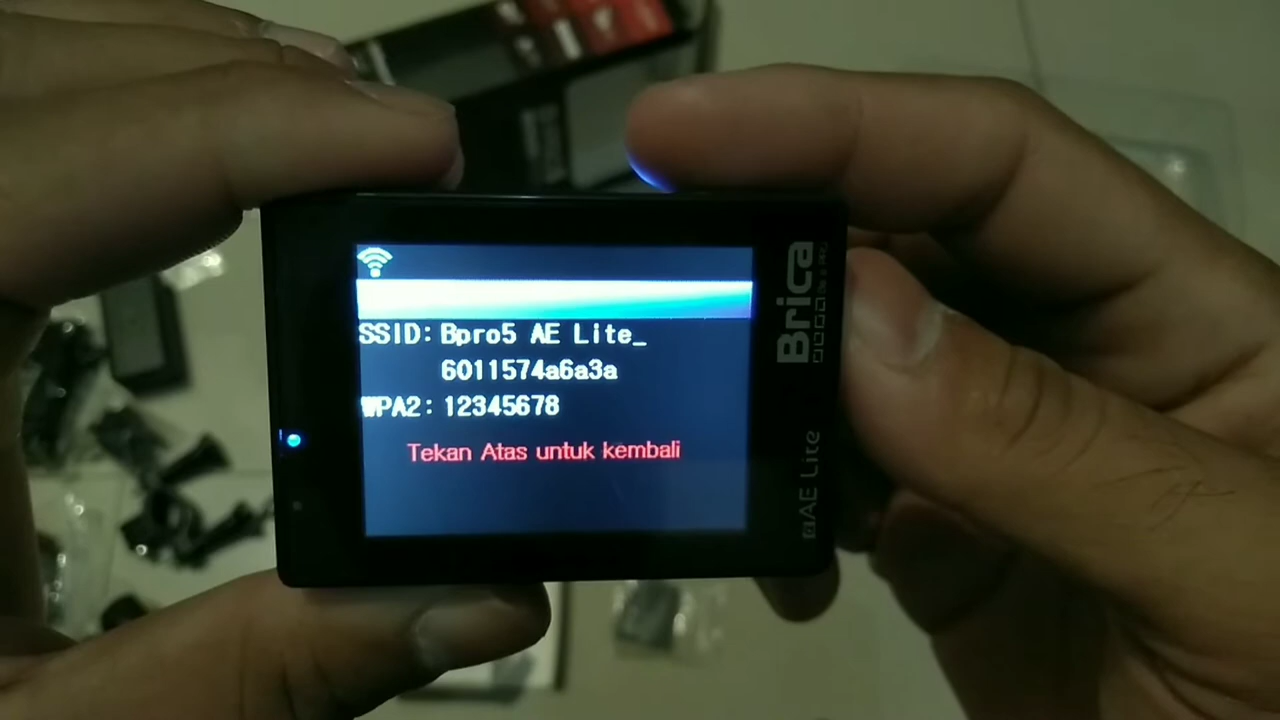 SSID: Bpro5 AE Lite_
6011574a6a3a
WPA2: 12345678
Tekan Atas untuk kembali
Brica
AE Lite